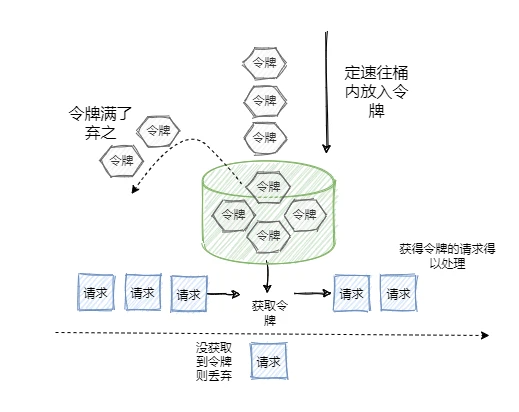 令牌
定速往桶
内放入令
牌
令牌
令牌满了
弃之
令牌
令牌
令牌
令牌
令牌
令牌
令牌
获得令牌的请求得
以处理
请求
请求
请求
获取令
牌
请求
请求
没获取
到令牌
则丢弃
请求